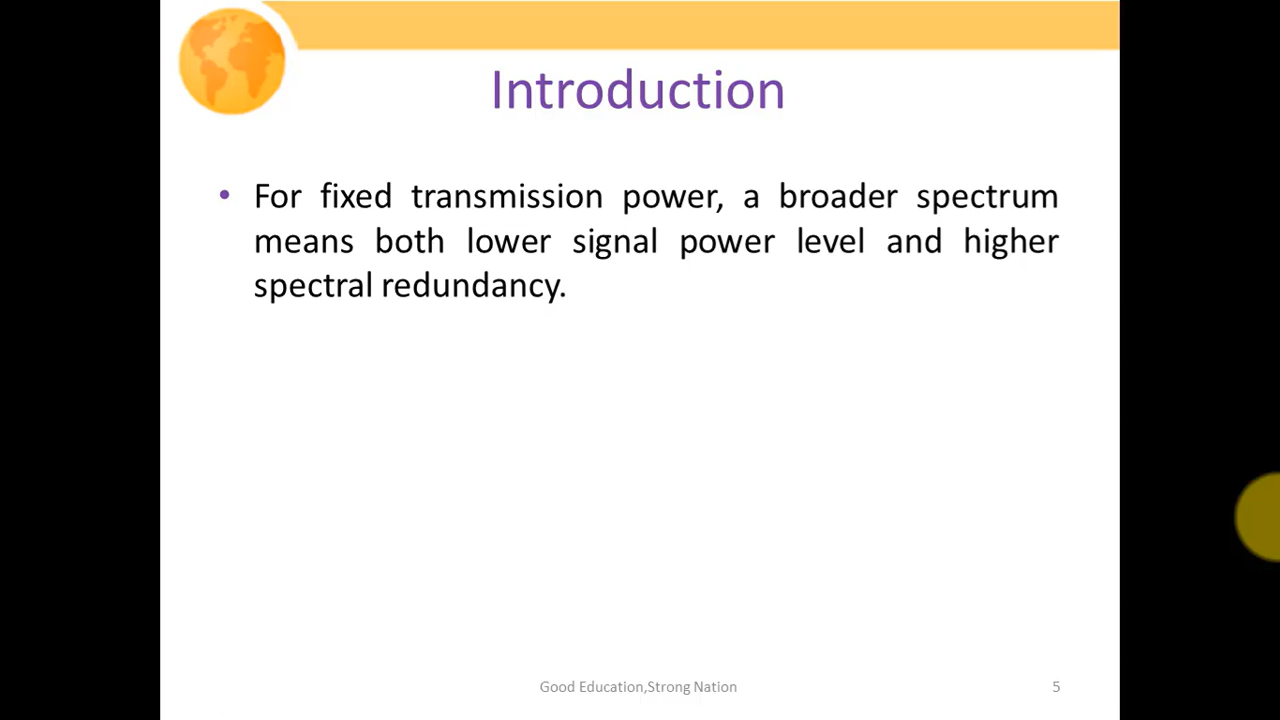 Introduction
• For fixed transmission power, a broader spectrum
means both lower signal power level and higher
spectral redundancy.
Good Education,Strong Nation
5